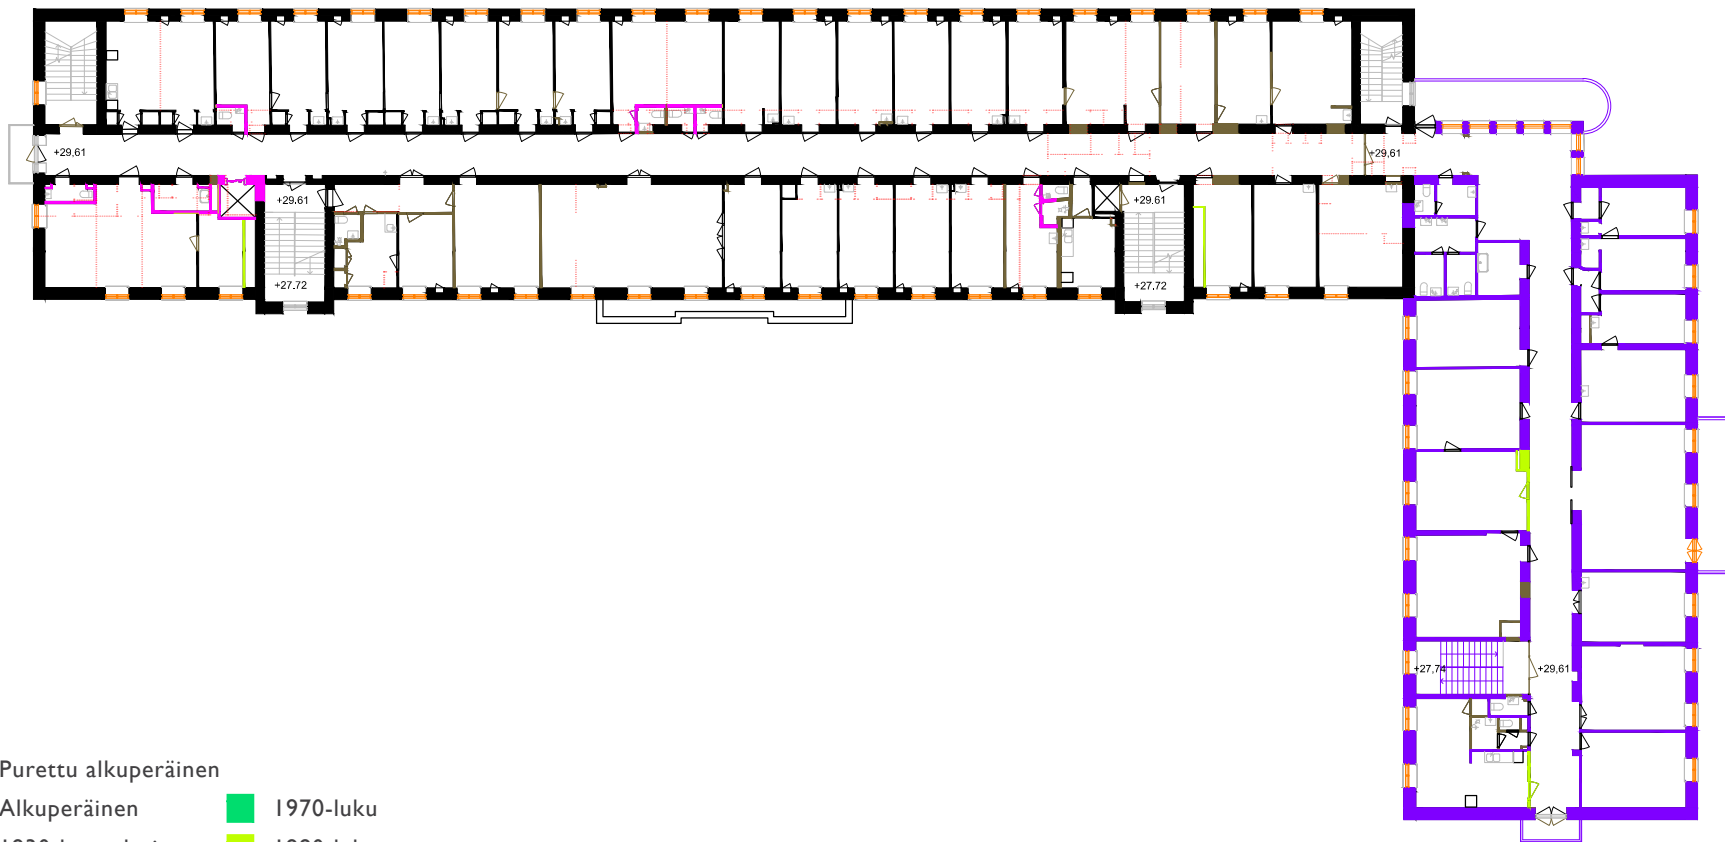 +29,61
+29,61
+29.61
+29.61
+27.72
+27.72
+27,74
+29,61
Purettu alkuperäinen
Alkuperäinen
1970-luku